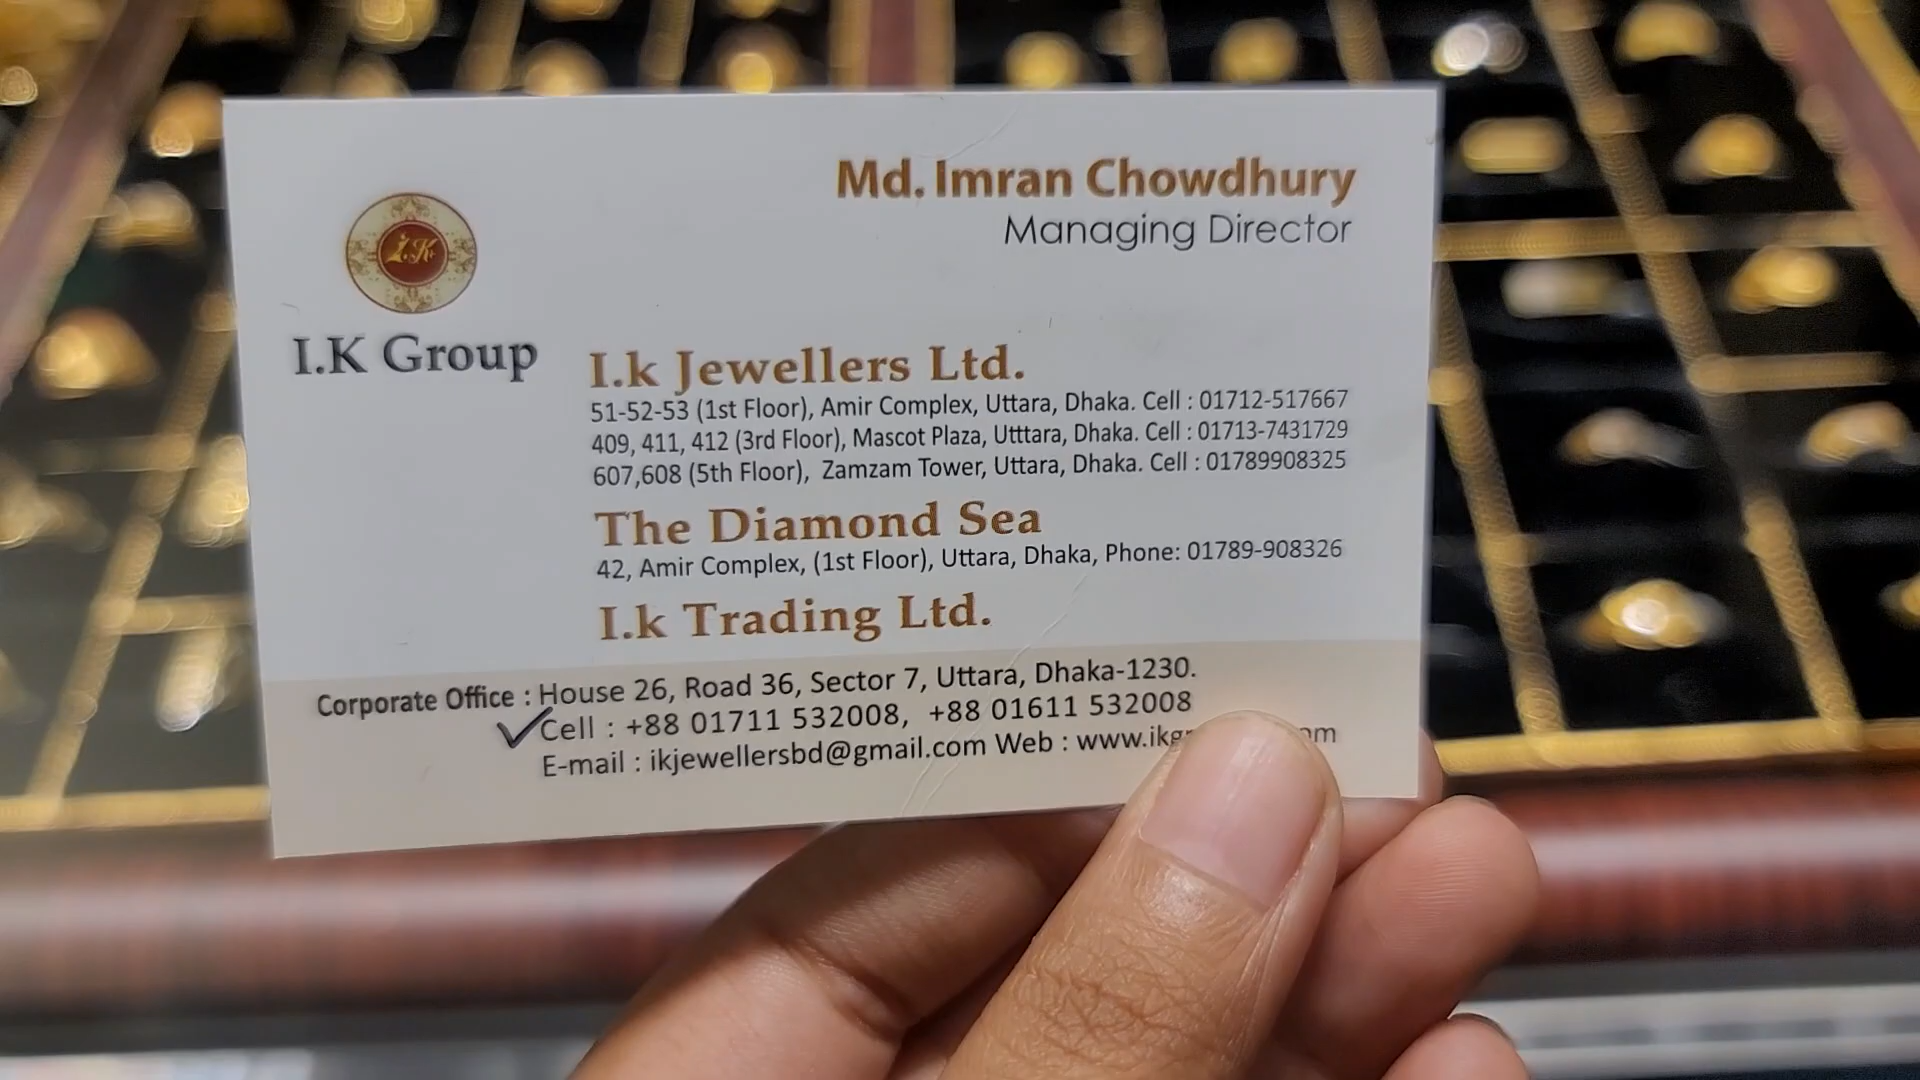 Md. Imran Chowdhury
Managing Director
I.K
I.K Group
I.k Jewellers Ltd.
51-52-53 (1st Floor), Amir Complex, Uttara, Dhaka. Cell : 01712-517667
409, 411, 412 (3rd Floor), Mascot Plaza, Utttara, Dhaka. Cell : 01713-7431729
607,608 (5th Floor), Zamzam Tower, Uttara, Dhaka. Cell : 01789908325
The Diamond Sea
42, Amir Complex, (1st Floor), Uttara, Dhaka, Phone: 01789-908326
I.k Trading Ltd.
Corporate Office : House 26, Road 36, Sector 7, Uttara, Dhaka-1230.
Cell : +88 01711 532008, +88 01611 532008
E-mail : ikjewellersbd@gmail.com Web :